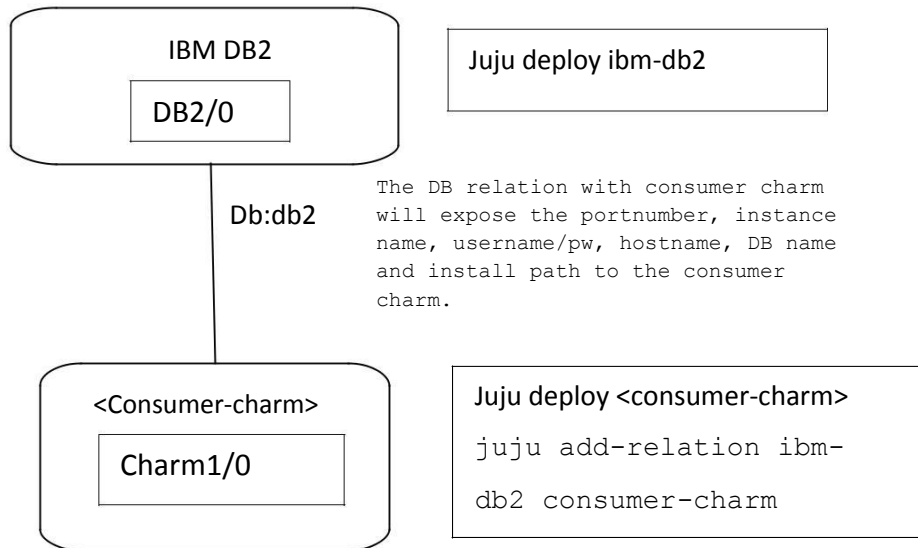 IBM DB2
DB2/0
Juju deploy ibm-db2
Db:db2
The DB relation with consumer charm
will expose the portnumber, instance
name, username/pw, hostname, DB name
and install path to the consumer
charm.
<Consumer-charm>
Charm1/0
Juju deploy <consumer-charm>
juju add-relation ibm-
db2 consumer-charm